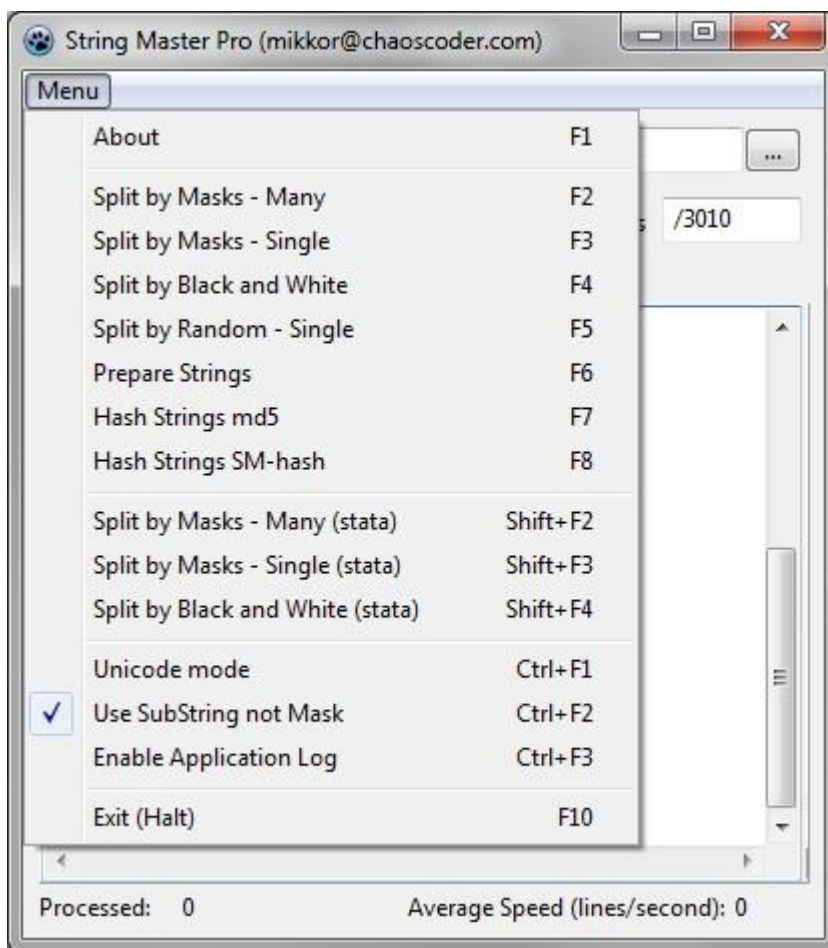 String Master Pro (mikkor@chaoscoder.com)
Menu
About F1
...
Split by Masks - Many F2
/3010
Split by Masks - Single F3
Split by Black and White F4
Split by Random - Single F5
Prepare Strings F6
Hash Strings md5 F7
Hash Strings SM-hash F8
Split by Masks - Many (stata) Shift+F2
Split by Masks - Single (stata) Shift+F3
Split by Black and White (stata) Shift+F4
Unicode mode Ctrl+F1
Use SubString not Mask Ctrl+F2
Enable Application Log Ctrl+F3
Exit (Halt) F10
Processed: 0 Average Speed (lines/second): 0